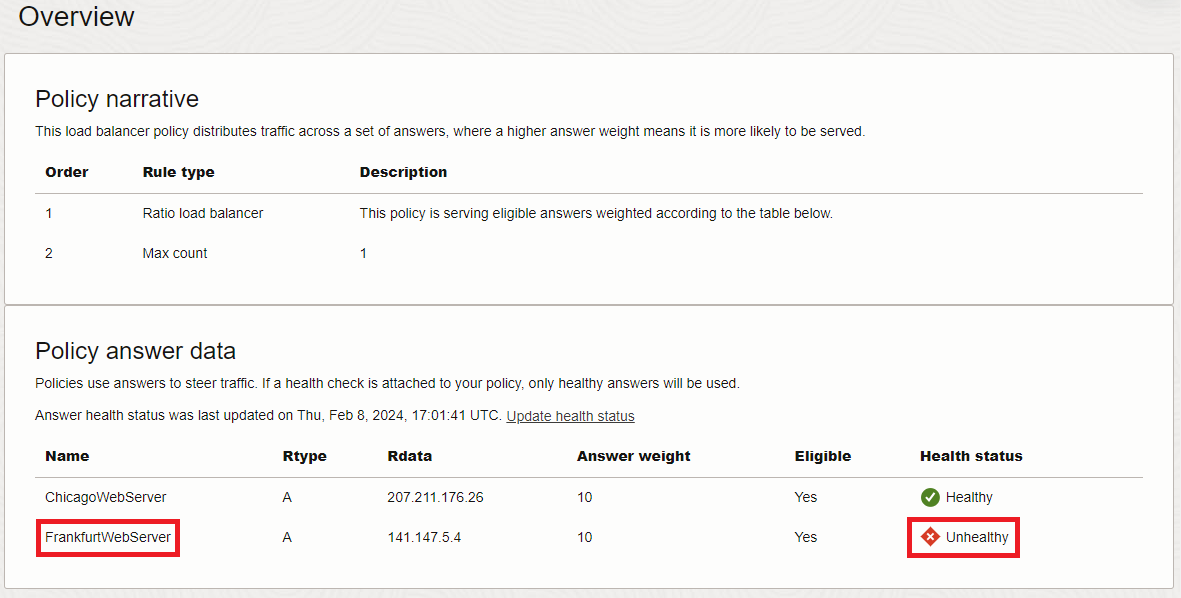 Overview
Policy narrative
This load balancer policy distributes traffic across a set of answers, where a higher answer weight means it is more likely to be served.
Order Rule type Description
1 Ratio load balancer This policy is serving eligible answers weighted according to the table below.
2 Max count 1
Policy answer data
Policies use answers to steer traffic. If a health check is attached to your policy, only healthy answers will be used.
Answer health status was last updated on Thu, Feb 8, 2024, 17:01:41 UTC. Update health status
Name Rtype Rdata Answer weight Eligible Health status
ChicagoWebServer A 207.211.176.26 10 Yes Healthy
FrankfurtWebServer A 141.147.5.4 10 Yes Unhealthy